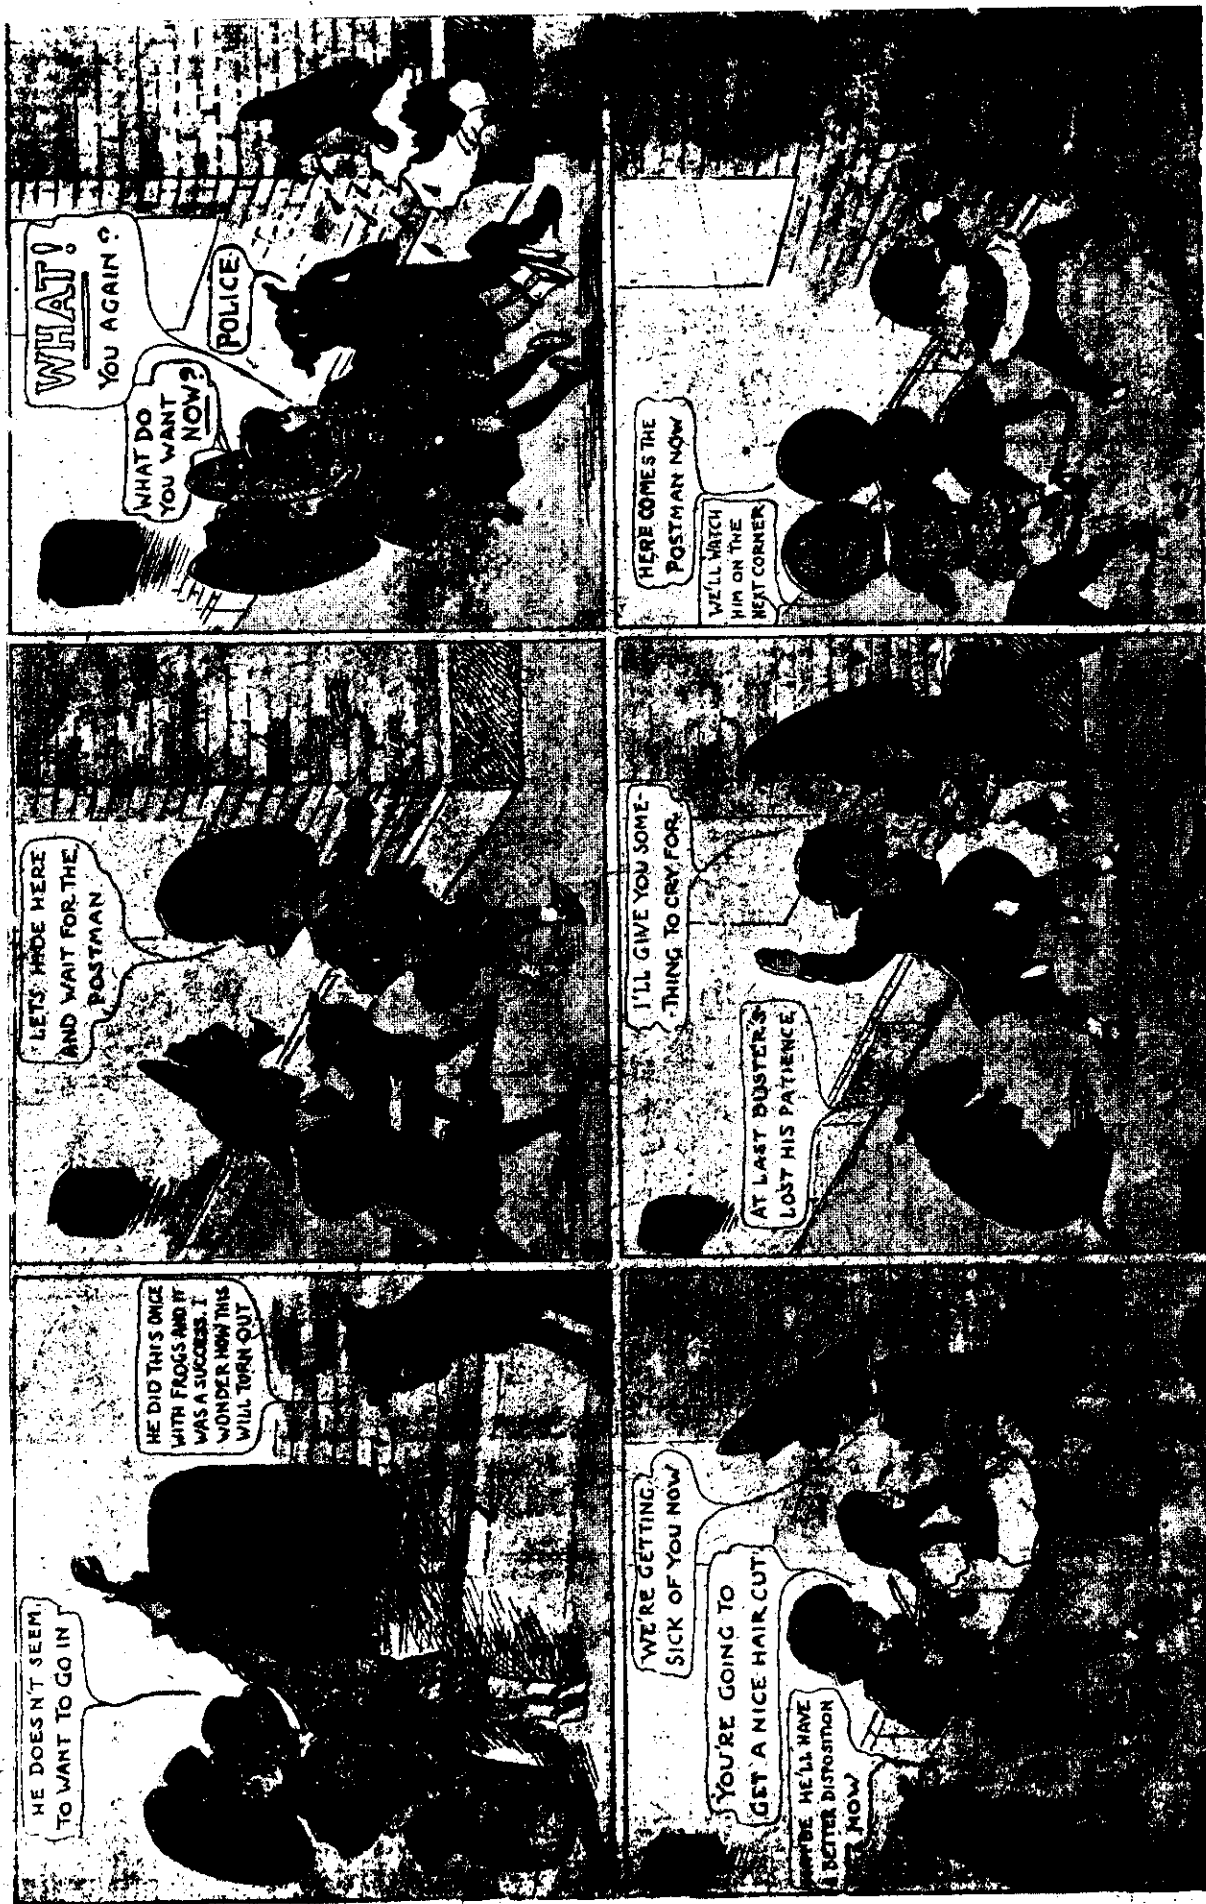 HE DOESN'T SEEM
TO WANT TO GO IN
HE DID THIS ONCE
WITH FROGS AND IT
WAS A SUCCESS. I
WONDER HOW THIS
WILL TURN OUT
LETS HIDE HERE
AND WAIT FOR THE
POSTMAN
WHAT!
YOU AGAIN?
WHAT DO
YOU WANT
NOW?
POLICE!
WE'RE GETTING
SICK OF YOU NOW
YOU'RE GOING TO
GET A NICE HAIR CUT
MAYBE HE'LL HAVE
A BETTER DISPOSITION
NOW
I'LL GIVE YOU SOME-
-THING TO CRY FOR.
AT LAST BUSTER'S
LOST HIS PATIENCE
HERE COMES THE
POSTMAN NOW
WE'LL WATCH
HIM ON THE
NEXT CORNER